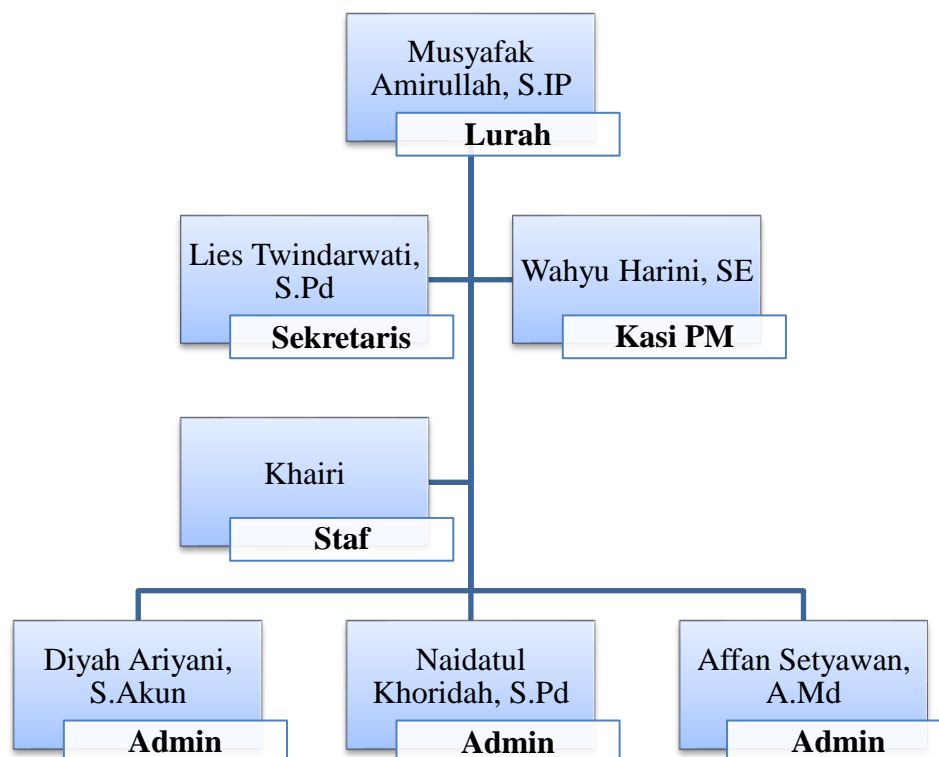 Musyafak
Amirullah, S.IP
Lurah
Lies Twindarwati,
S.Pd
Sekretaris
Wahyu Harini, SE
Kasi PM
Khairi
Staf
Diyah Ariyani,
S.Akun
Admin
Naidatul
Khoridah, S.Pd
Admin
Affan Setyawan,
A.Md
Admin